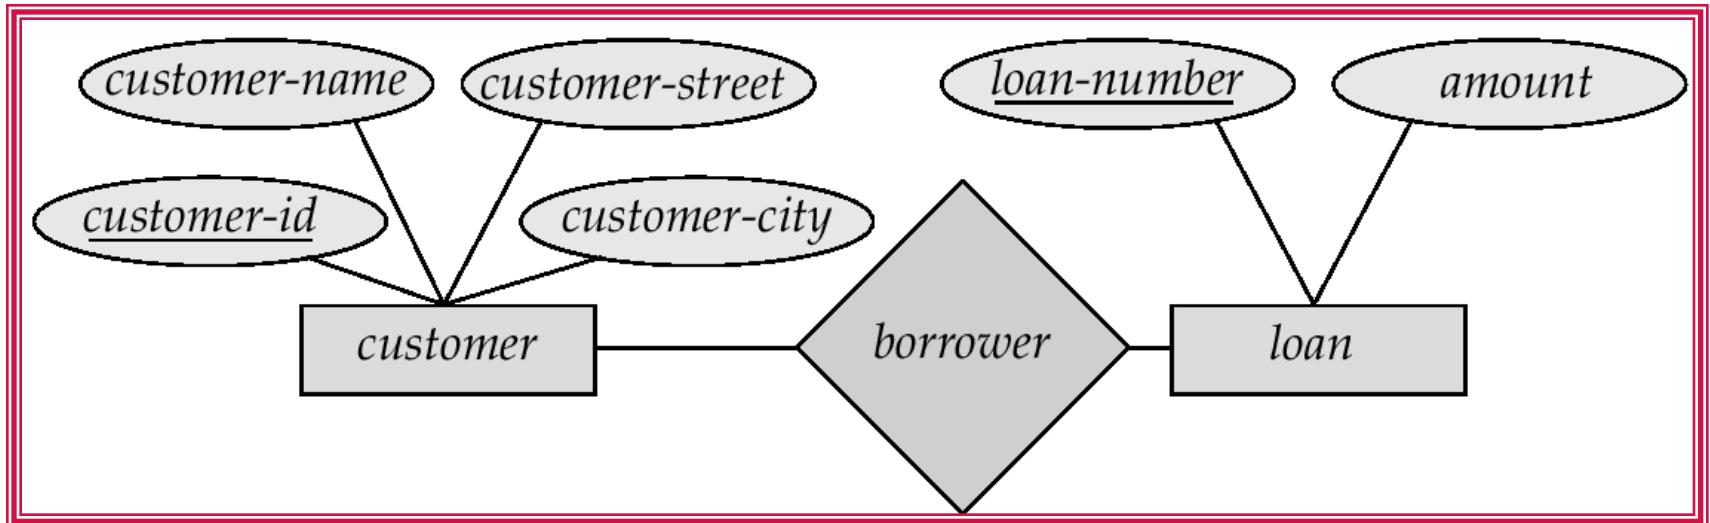 customer-name
customer-street
loan-number
amount
customer-id
customer-city
customer
borrower
loan